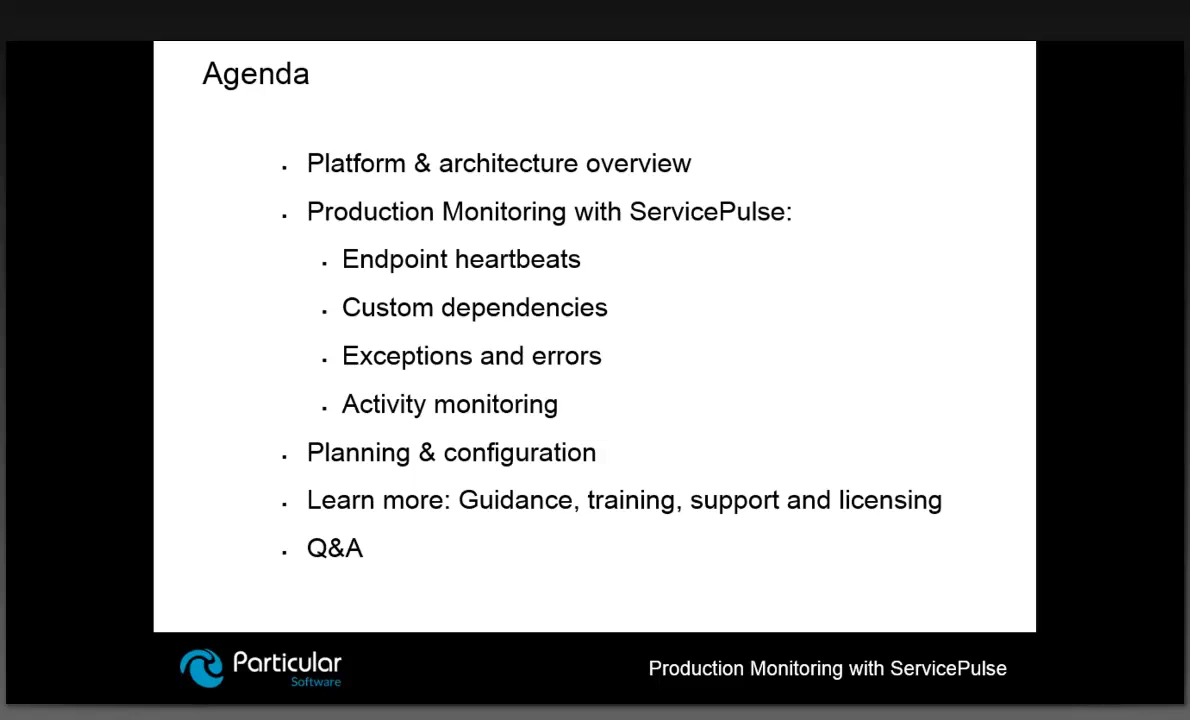 Agenda
Platform & architecture overview
Production Monitoring with ServicePulse:
Endpoint heartbeats
Custom dependencies
Exceptions and errors
Activity monitoring
Planning & configuration
Learn more: Guidance, training, support and licensing
Q&A
Particular
Software
Production Monitoring with ServicePulse